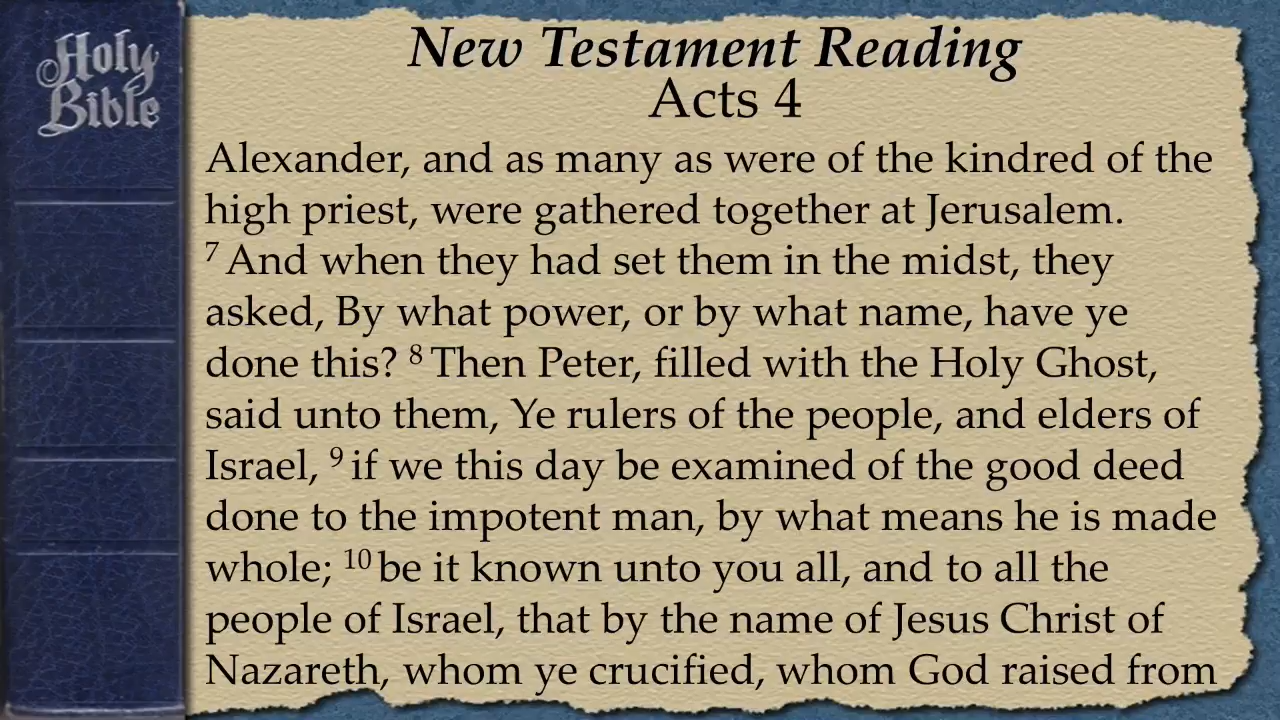 Holy
Bible
New Testament Reading
Acts 4
Alexander, and as many as were of the kindred of the
high priest, were gathered together at Jerusalem.
7 And when they had set them in the midst, they
asked, By what power, or by what name, have ye
done this? 8 Then Peter, filled with the Holy Ghost,
said unto them, Ye rulers of the people, and elders of
Israel, 9 if we this day be examined of the good deed
done to the impotent man, by what means he is made
whole; 10 be it known unto you all, and to all the
people of Israel, that by the name of Jesus Christ of
Nazareth, whom ye crucified, whom God raised from